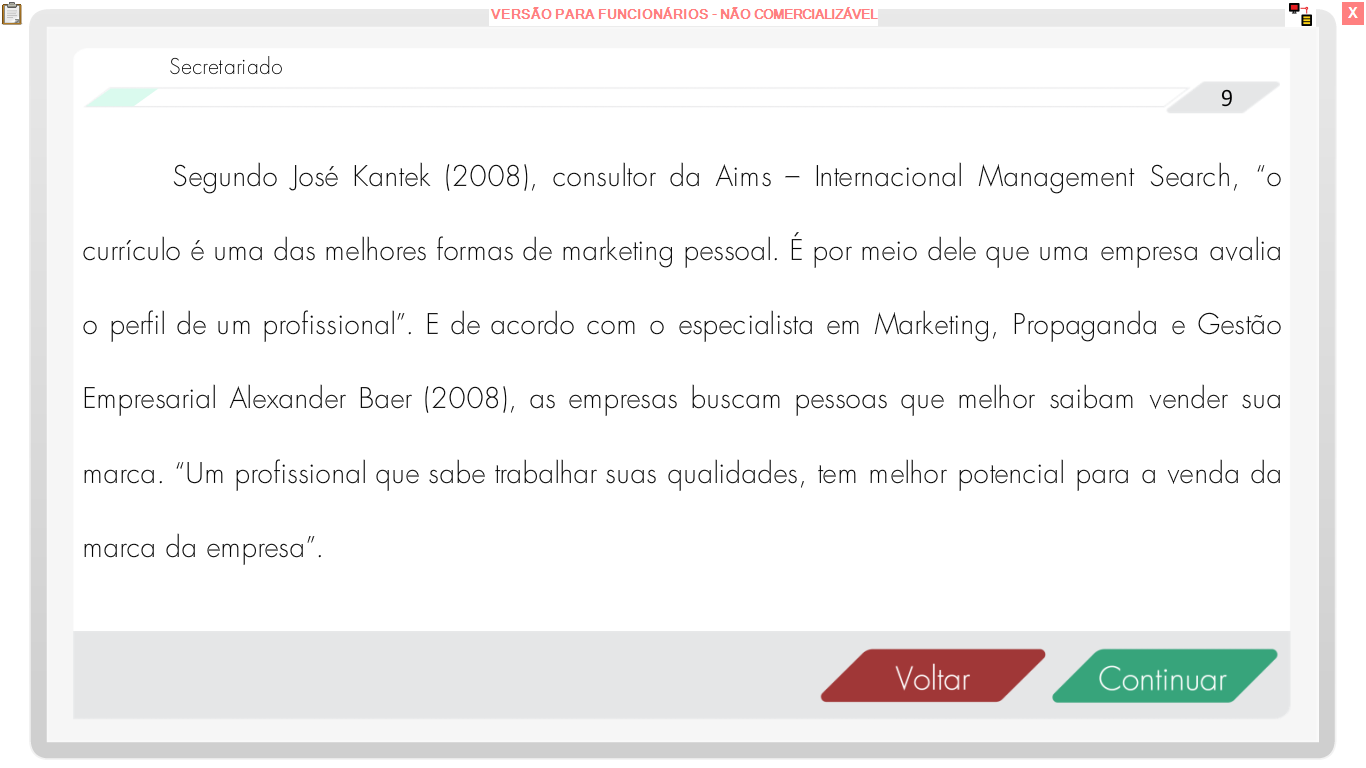 VERSÃO PARA FUNCIONÁRIOS - NÃO COMERCIALIZÁVEL
X
Secretariado
9
Segundo José Kantek (2008), consultor da Aims – Internacional Management Search, “o
currículo é uma das melhores formas de marketing pessoal. É por meio dele que uma empresa avalia
o perfil de um profissional”. E de acordo com o especialista em Marketing, Propaganda e Gestão
Empresarial Alexander Baer (2008), as empresas buscam pessoas que melhor saibam vender sua
marca. “Um profissional que sabe trabalhar suas qualidades, tem melhor potencial para a venda da
marca da empresa”.
Voltar
Continuar